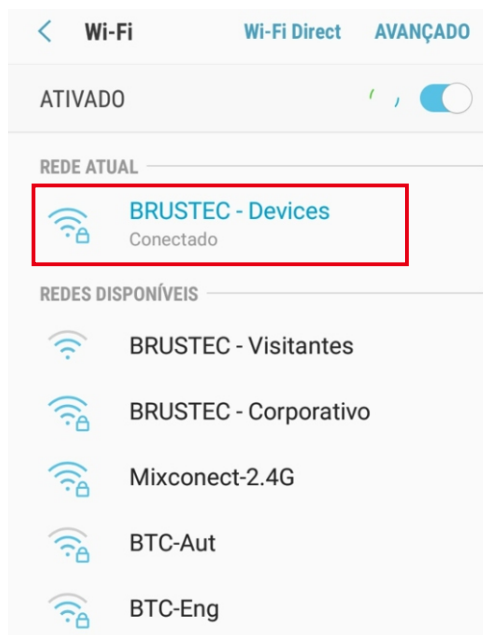 Wi-Fi Wi-Fi Direct AVANÇADO
ATIVADO
REDE ATUAL
BRUSTEC - Devices
Conectado
REDES DISPONÍVEIS
BRUSTEC - Visitantes
BRUSTEC - Corporativo
Mixconect-2.4G
BTC-Aut
BTC-Eng